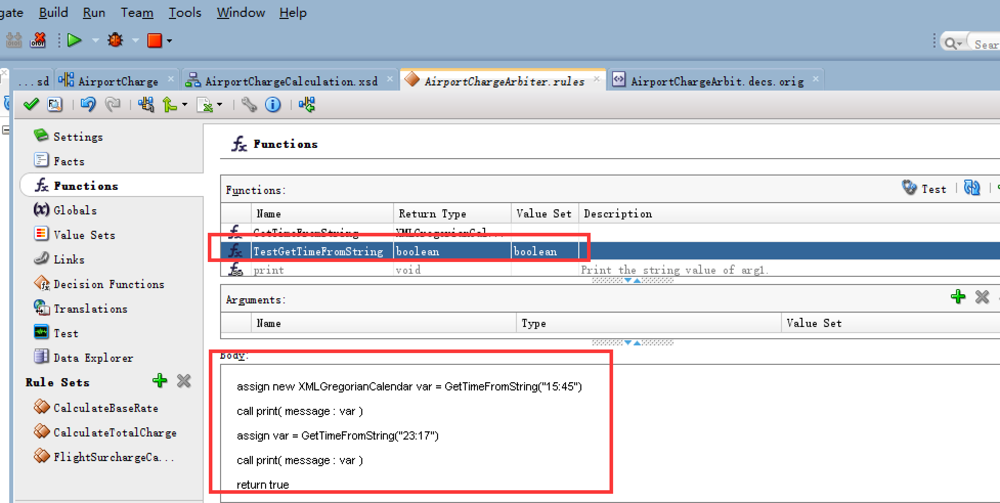 gate Build Run Team Tools Window Help
Sear
...sd AirportCharge AirportChargeCalculation.xsd AirportChargeArbiter.rules AirportChargeArbit.decs.orig
Settings
Facts
Functions
Globals
Value Sets
Links
Decision Functions
Translations
Test
Data Explorer
Rule Sets
CalculateBaseRate
CalculateTotalCharge
FlightSurchargeCa...
Functions
Functions: Test
Name Return Type Value Set Description
GetTimeFromString XMLGregorianCal...
TestGetTimeFromString boolean boolean
print void Print the string value of arg1.
Arguments:
Name Type Value Set
Body:
assign new XMLGregorianCalendar var = GetTimeFromString("15:45")
call print( message : var )
assign var = GetTimeFromString("23:17")
call print( message : var )
return true